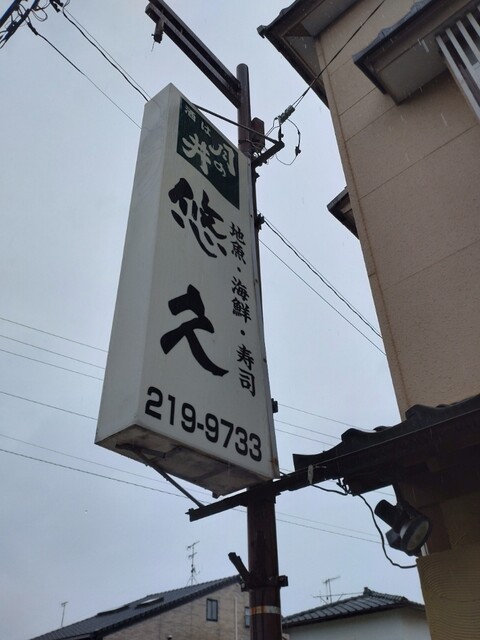 酒は
月の井
悠久
地魚・海鮮・寿司
219-9733